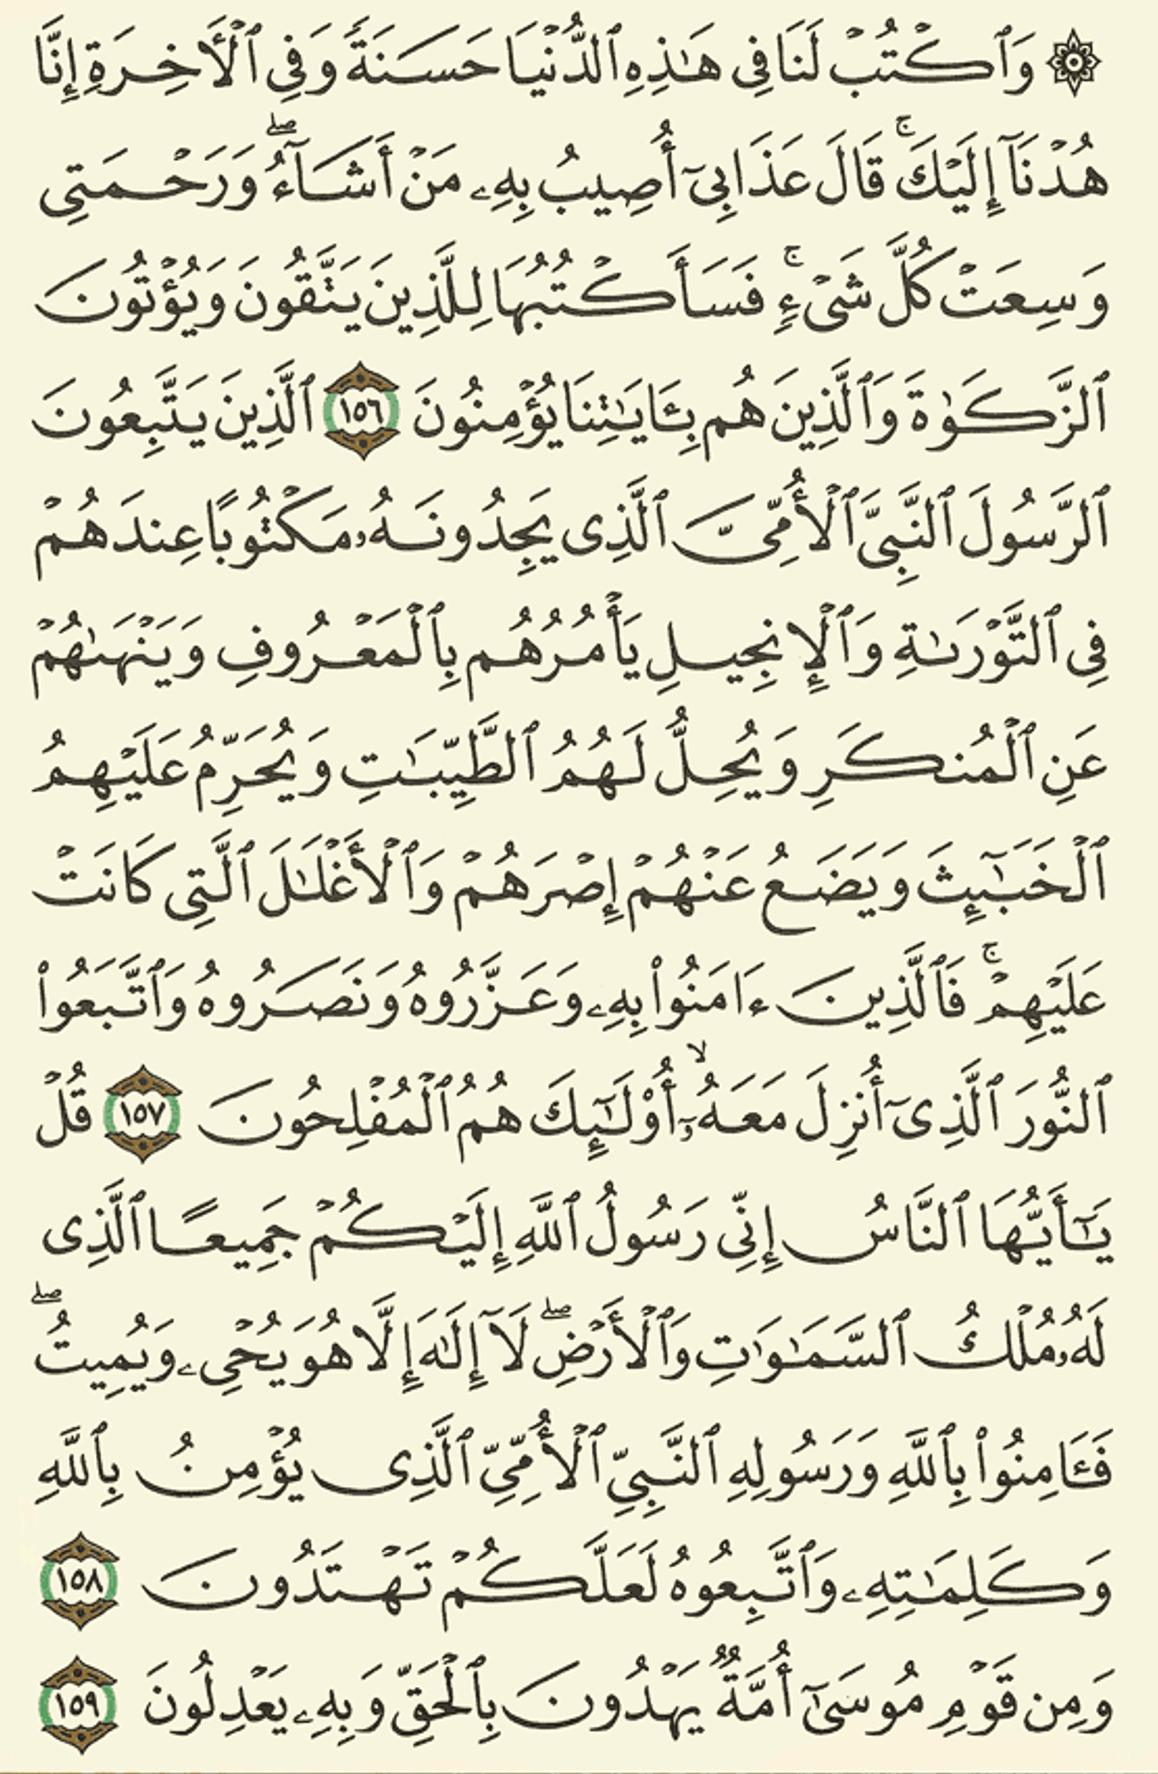 ۞ وَٱكۡتُبۡ لَنَا فِي هَٰذِهِ ٱلدُّنۡيَا حَسَنَةٗ وَفِي ٱلۡأٓخِرَةِ إِنَّا
هُدۡنَآ إِلَيۡكَۚ قَالَ عَذَابِيٓ أُصِيبُ بِهِۦ مَنۡ أَشَآءُۖ وَرَحۡمَتِي
وَسِعَتۡ كُلَّ شَيۡءٖۚ فَسَأَكۡتُبُهَا لِلَّذِينَ يَتَّقُونَ وَيُؤۡتُونَ
ٱلزَّكَوٰةَ وَٱلَّذِينَ هُم بِـَٔايَٰتِنَا يُؤۡمِنُونَ ١٥٦ ٱلَّذِينَ يَتَّبِعُونَ
ٱلرَّسُولَ ٱلنَّبِيَّ ٱلۡأُمِّيَّ ٱلَّذِي يَجِدُونَهُۥ مَكۡتُوبًا عِندَهُمۡ
فِي ٱلتَّوۡرَىٰةِ وَٱلۡإِنجِيلِ يَأۡمُرُهُم بِٱلۡمَعۡرُوفِ وَيَنۡهَىٰهُمۡ
عَنِ ٱلۡمُنكَرِ وَيُحِلُّ لَهُمُ ٱلطَّيِّبَٰتِ وَيُحَرِّمُ عَلَيۡهِمُ
ٱلۡخَبَٰٓئِثَ وَيَضَعُ عَنۡهُمۡ إِصۡرَهُمۡ وَٱلۡأَغۡلَٰلَ ٱلَّتِي كَانَتۡ
عَلَيۡهِمۡۚ فَٱلَّذِينَ ءَامَنُواْ بِهِۦ وَعَزَّرُوهُ وَنَصَرُوهُ وَٱتَّبَعُواْ
ٱلنُّورَ ٱلَّذِيٓ أُنزِلَ مَعَهُۥٓۙ أُوْلَٰٓئِكَ هُمُ ٱلۡمُفۡلِحُونَ ١٥٧ قُلۡ
يَٰٓأَيُّهَا ٱلنَّاسُ إِنِّي رَسُولُ ٱللَّهِ إِلَيۡكُمۡ جَمِيعًا ٱلَّذِي
لَهُۥ مُلۡكُ ٱلسَّمَٰوَٰتِ وَٱلۡأَرۡضِۖ لَآ إِلَٰهَ إِلَّا هُوَ يُحۡيِۦ وَيُمِيتُۖ
فَـَٔامِنُواْ بِٱللَّهِ وَرَسُولِهِ ٱلنَّبِيِّ ٱلۡأُمِّيِّ ٱلَّذِي يُؤۡمِنُ بِٱللَّهِ
وَكَلِمَٰتِهِۦ وَٱتَّبِعُوهُ لَعَلَّكُمۡ تَهۡتَدُونَ ١٥٨
وَمِن قَوۡمِ مُوسَىٰٓ أُمَّةٞ يَهۡدُونَ بِٱلۡحَقِّ وَبِهِۦ يَعۡدِلُونَ ١٥٩